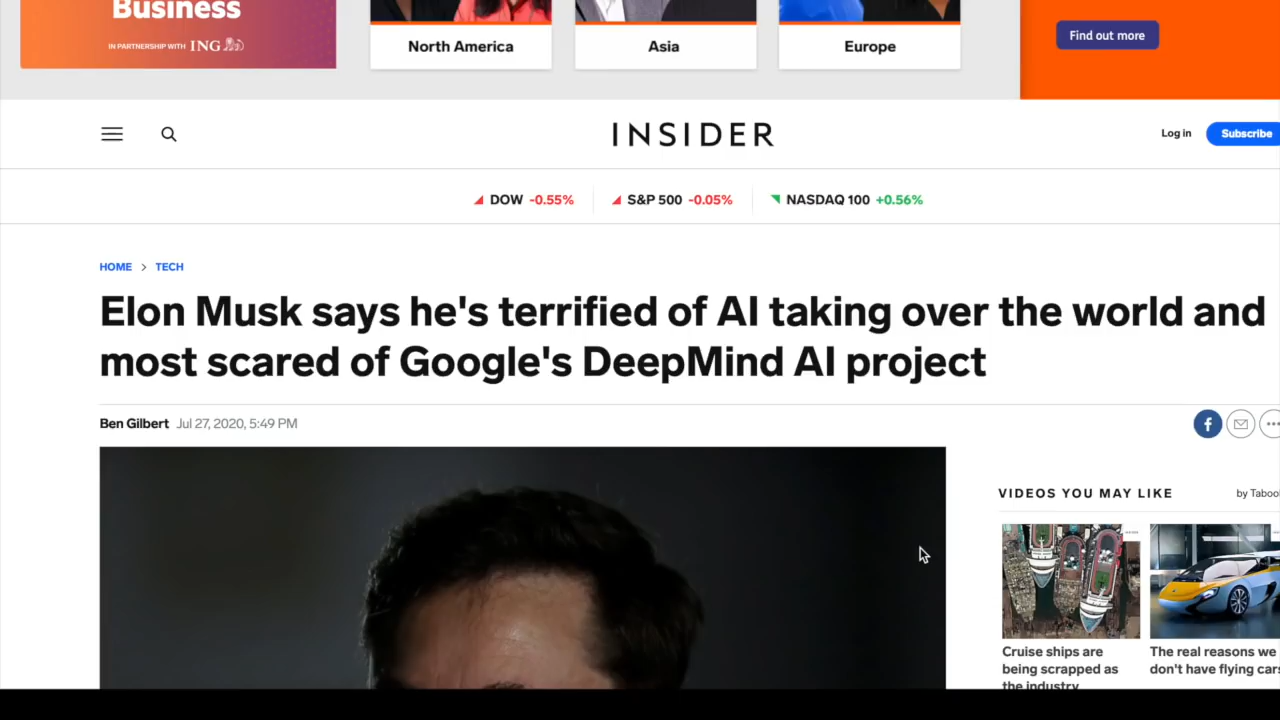 Business
IN PARTNERSHIP WITH ING
North America
Asia
Europe
Find out more
INSIDER
Log in
Subscribe
DOW -0.55%
S&P 500 -0.05%
NASDAQ 100 +0.56%
HOME > TECH
Elon Musk says he's terrified of AI taking over the world and
most scared of Google's DeepMind AI project
Ben Gilbert Jul 27, 2020, 5:49 PM
VIDEOS YOU MAY LIKE
by Taboo
Cruise ships are
being scrapped as
the industry
The real reasons we
don't have flying cars